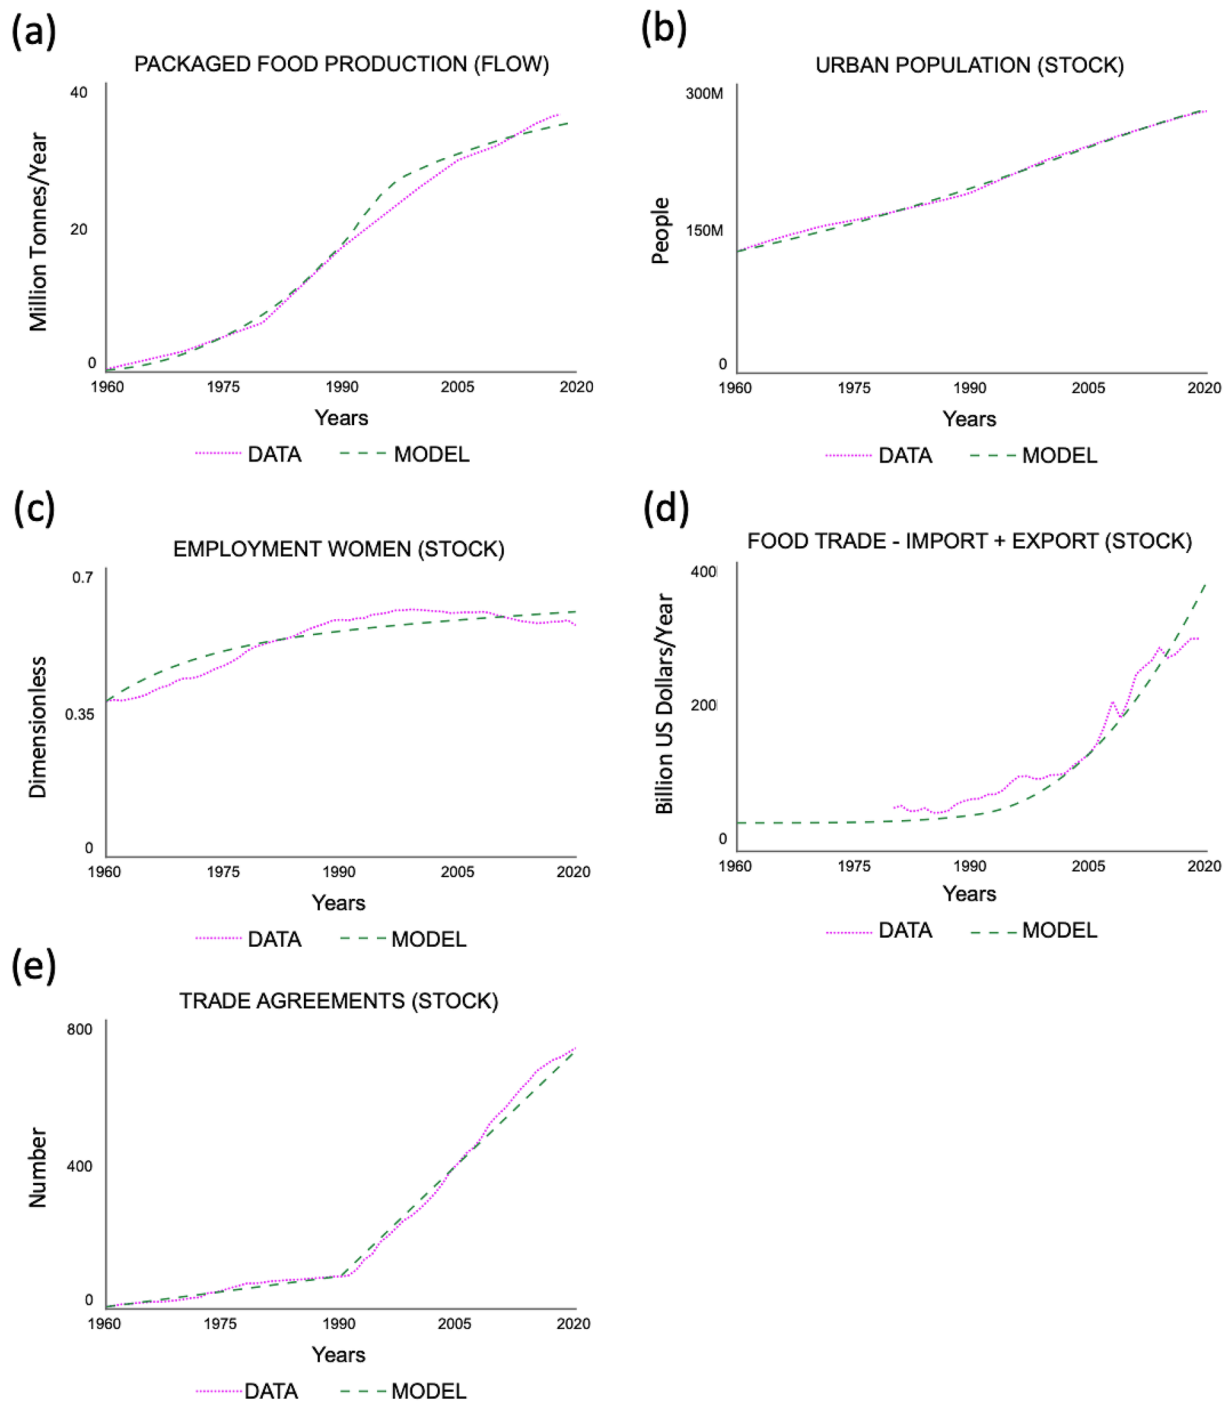 (a)
PACKAGED FOOD PRODUCTION (FLOW)
40
20
0
Million Tonnes/Year
1960 1975 1990 2005 2020
Years
DATA MODEL
(b)
URBAN POPULATION (STOCK)
300M
150M
0
People
1960 1975 1990 2005 2020
Years
DATA MODEL
(c)
EMPLOYMENT WOMEN (STOCK)
0.7
0.35
0
Dimensionless
1960 1975 1990 2005 2020
Years
DATA MODEL
(d)
FOOD TRADE - IMPORT + EXPORT (STOCK)
400
200
0
Billion US Dollars/Year
1960 1975 1990 2005 2020
Years
DATA MODEL
(e)
TRADE AGREEMENTS (STOCK)
800
400
0
Number
1960 1975 1990 2005 2020
Years
DATA MODEL